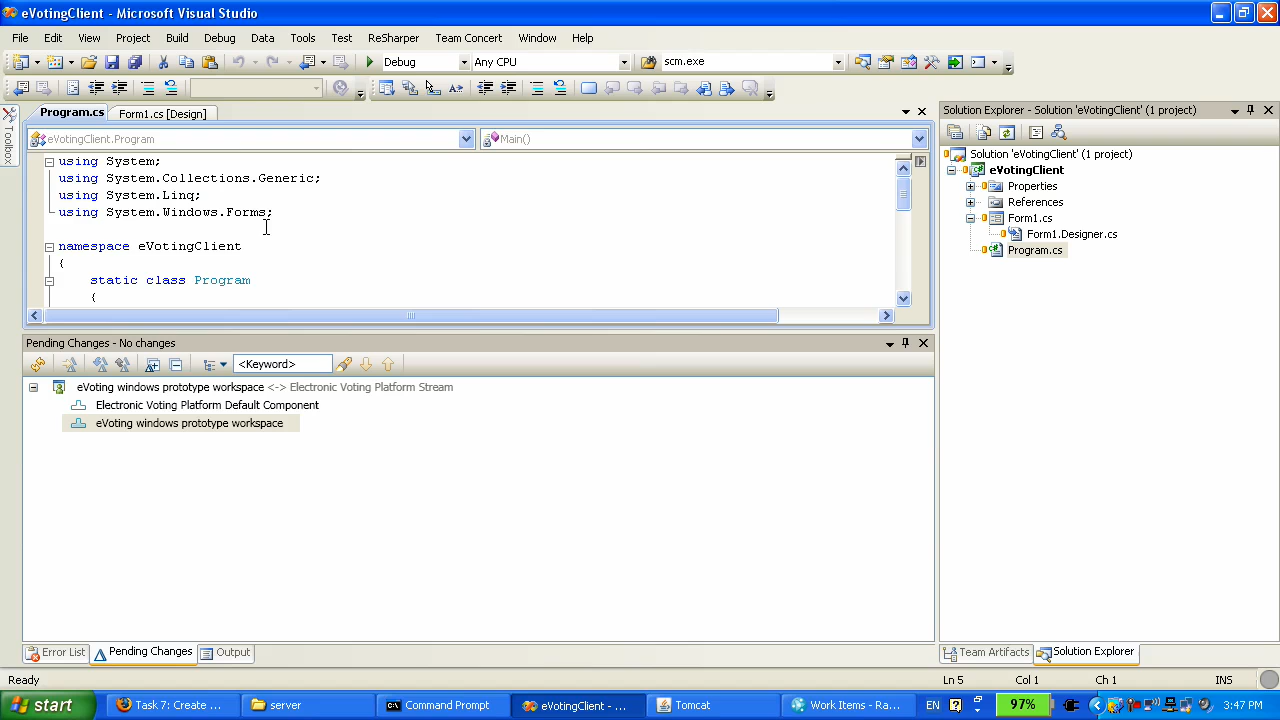 eVotingClient - Microsoft Visual Studio
File Edit View Project Build Debug Data Tools Test ReSharper Team Concert Window Help
Debug Any CPU scm.exe
Program.cs Form1.cs [Design]
eVotingClient.Program Main()
using System;
using System.Collections.Generic;
using System.Linq;
using System.Windows.Forms;
namespace eVotingClient
{
static class Program
{
Pending Changes - No changes
<Keyword>
eVoting windows prototype workspace <-> Electronic Voting Platform Stream
Electronic Voting Platform Default Component
eVoting windows prototype workspace
Error List Pending Changes Output
Toolbox
Solution Explorer - Solution 'eVotingClient' (1 project)
Solution 'eVotingClient' (1 project)
eVotingClient
Properties
References
Form1.cs
Form1.Designer.cs
Program.cs
Team Artifacts Solution Explorer
Ready Ln 5 Col 1 Ch 1 INS
start Task 7: Create ... server Command Prompt eVotingClient - ... Tomcat Work Items - Ra... EN 97% 3:47 PM